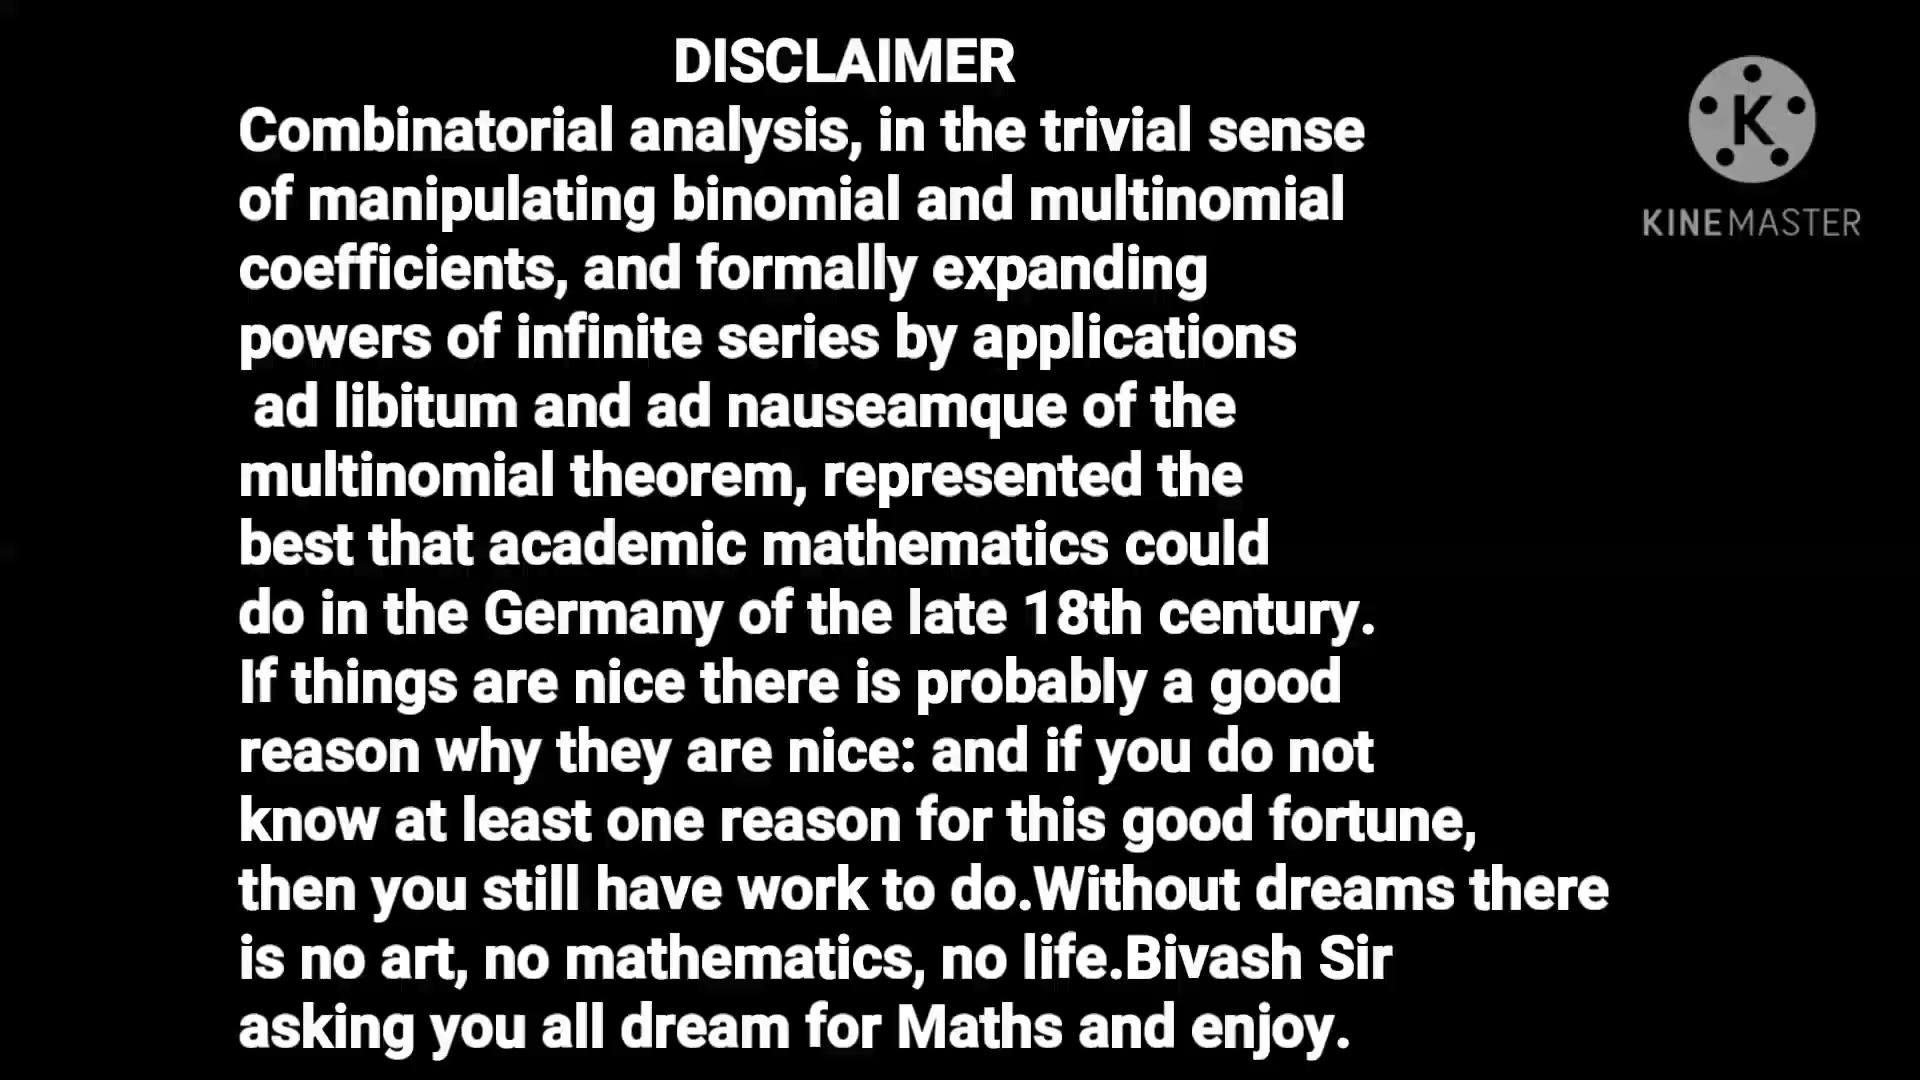 DISCLAIMER
Combinatorial analysis, in the trivial sense
of manipulating binomial and multinomial
coefficients, and formally expanding
powers of infinite series by applications
ad libitum and ad nauseamque of the
multinomial theorem, represented the
best that academic mathematics could
do in the Germany of the late 18th century.
If things are nice there is probably a good
reason why they are nice: and if you do not
know at least one reason for this good fortune,
then you still have work to do.Without dreams there
is no art, no mathematics, no life.Bivash Sir
asking you all dream for Maths and enjoy.
K
KINEMASTER